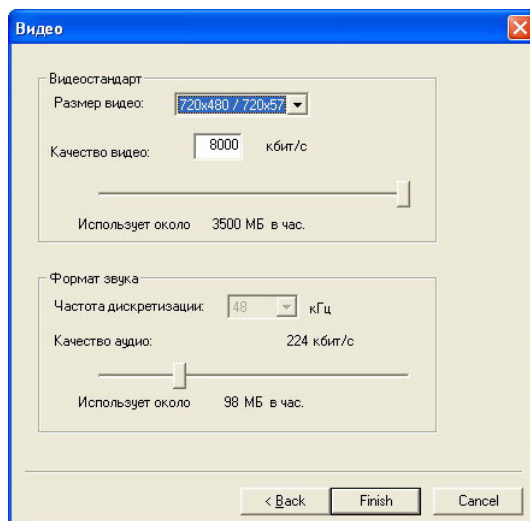 Видео
Видеостандарт
Размер видео: 720x480 / 720x57
Качество видео: 8000 кбит/с
Использует около 3500 МБ в час.
Формат звука
Частота дискретизации: 48 кГц
Качество аудио: 224 кбит/с
Использует около 98 МБ в час.
< Back Finish Cancel